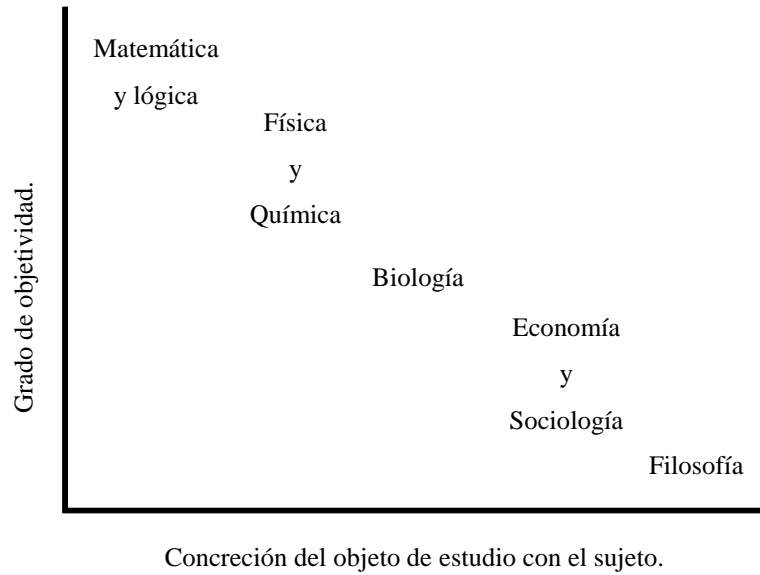 Matemática
y lógica
Física
y
Química
Biología
Economía
y
Sociología
Filosofía
Grado de objetividad.
Concreción del objeto de estudio con el sujeto.